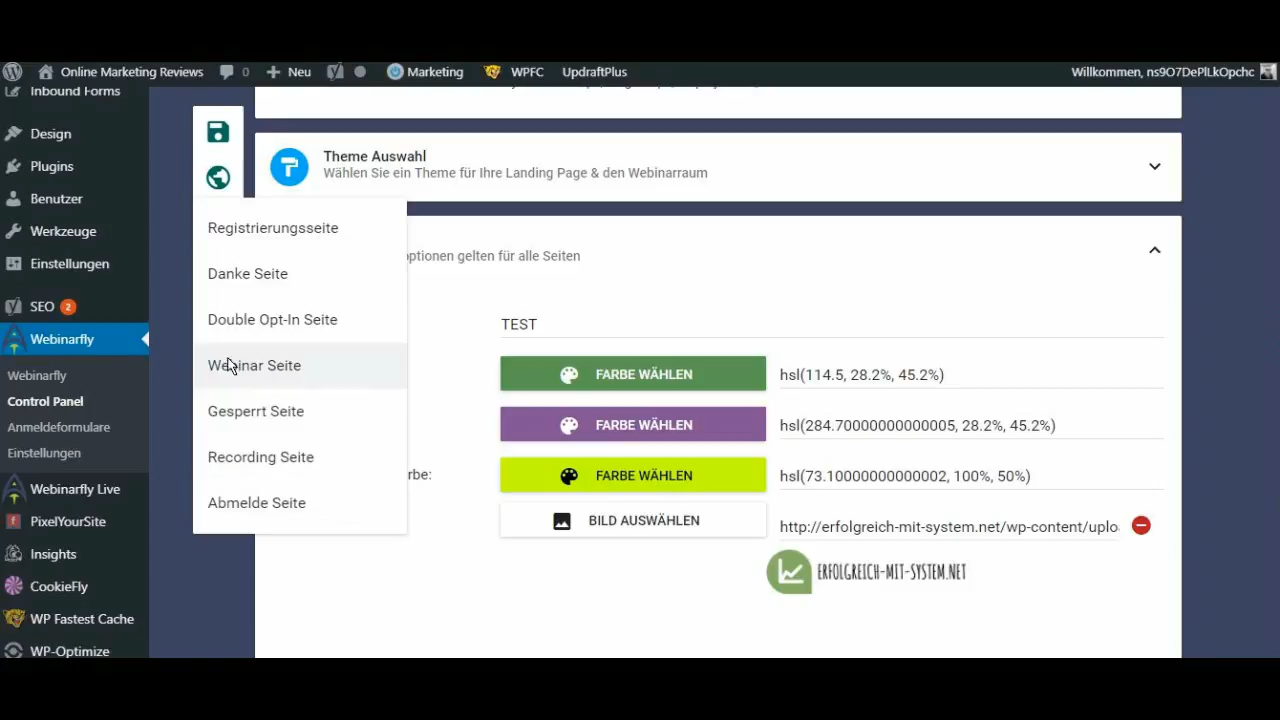 Online Marketing Reviews 0 Neu Marketing WPFC UpdraftPlus Willkommen, ns9O7DePlLkOpchc
Inbound Forms
Design
Plugins
Benutzer
Werkzeuge
Einstellungen
SEO 2
Webinarfly
Webinarfly
Control Panel
Anmeldeformulare
Einstellungen
Webinarfly Live
PixelYourSite
Insights
CookieFly
WP Fastest Cache
WP-Optimize
Theme Auswahl
Wählen Sie ein Theme für Ihre Landing Page & den Webinarraum
Registrierungsseite
Danke Seite
Double Opt-In Seite
Webinar Seite
Gesperrt Seite
Recording Seite
Abmelde Seite
optionen gelten für alle Seiten
TEST
FARBE WÄHLEN hsl(114.5, 28.2%, 45.2%)
FARBE WÄHLEN hsl(284.70000000000005, 28.2%, 45.2%)
rbe: FARBE WÄHLEN hsl(73.10000000000002, 100%, 50%)
BILD AUSWÄHLEN http://erfolgreich-mit-system.net/wp-content/uplo
ERFOLGREICH-MIT-SYSTEM.NET